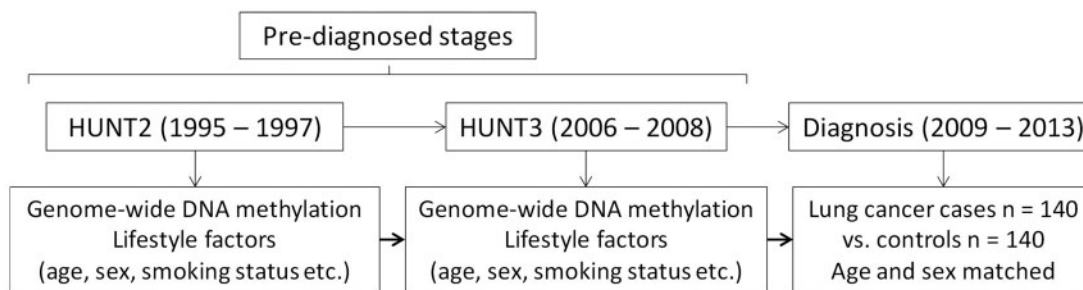 Pre-diagnosed stages
HUNT2 (1995 – 1997)
HUNT3 (2006 – 2008)
Diagnosis (2009 – 2013)
Genome-wide DNA methylation
Lifestyle factors
(age, sex, smoking status etc.)
Genome-wide DNA methylation
Lifestyle factors
(age, sex, smoking status etc.)
Lung cancer cases n = 140
vs. controls n = 140
Age and sex matched